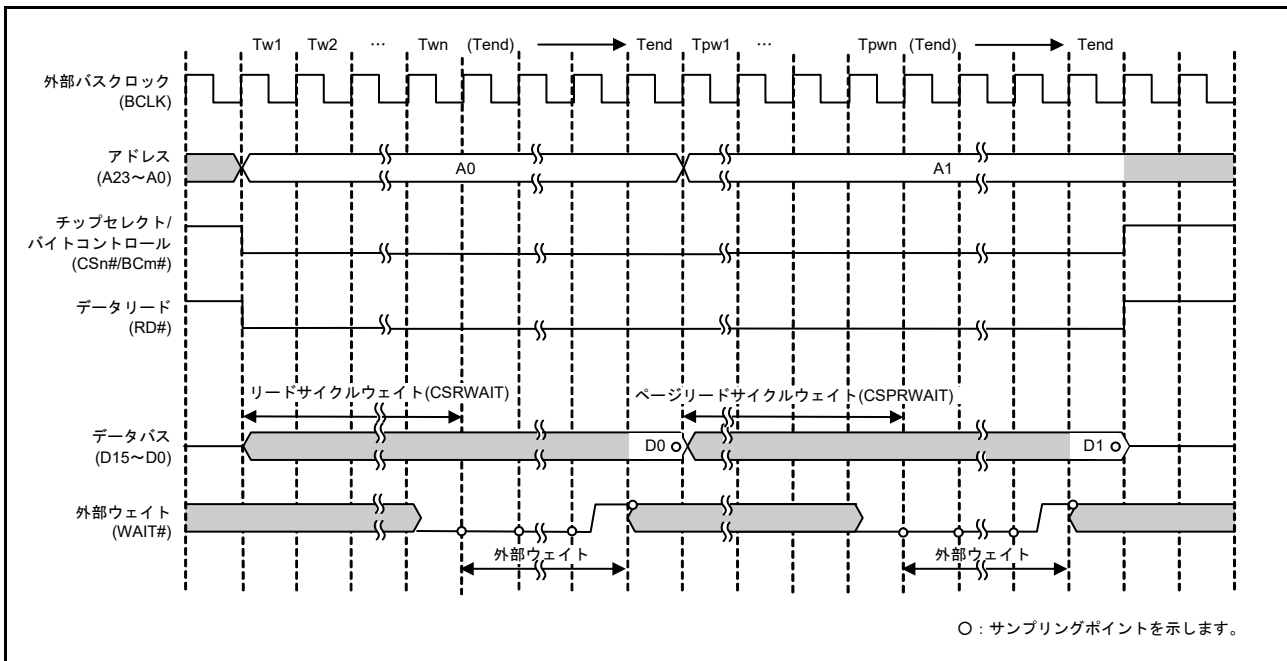 Tw1 Tw2 … Twn (Tend) Tend Tpw1 … Tpwn (Tend) Tend
外部バスクロック
(BCLK)
アドレス
(A23～A0)
A0 A1
チップセレクト/
バイトコントロール
(CSn#/BCm#)
データリード
(RD#)
リードサイクルウェイト(CSRWAIT) ページリードサイクルウェイト(CSPRWAIT)
データバス
(D15～D0)
D0 D1
外部ウェイト
(WAIT#)
外部ウェイト 外部ウェイト
○：サンプリングポイントを示します。